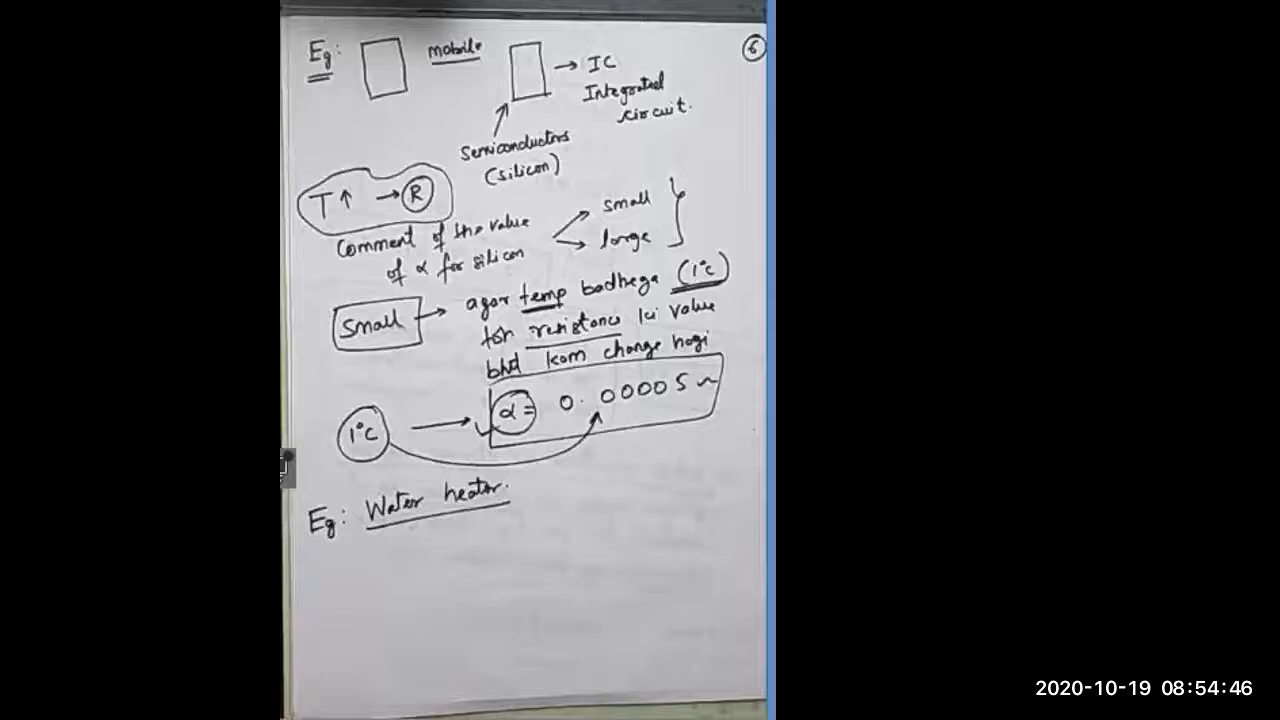 Eg: mobile → IC
6
Integrated
circuit.
Semiconductors
(silicon)
T ↑ → R
Comment of the value
of α for silicon
small
large
Small → agar temp badhega (1°C)
toh resistance ki value
bhot kam change hogi
1°C → α = 0.00005
Eg: Water heater.
2020-10-19 08:54:46